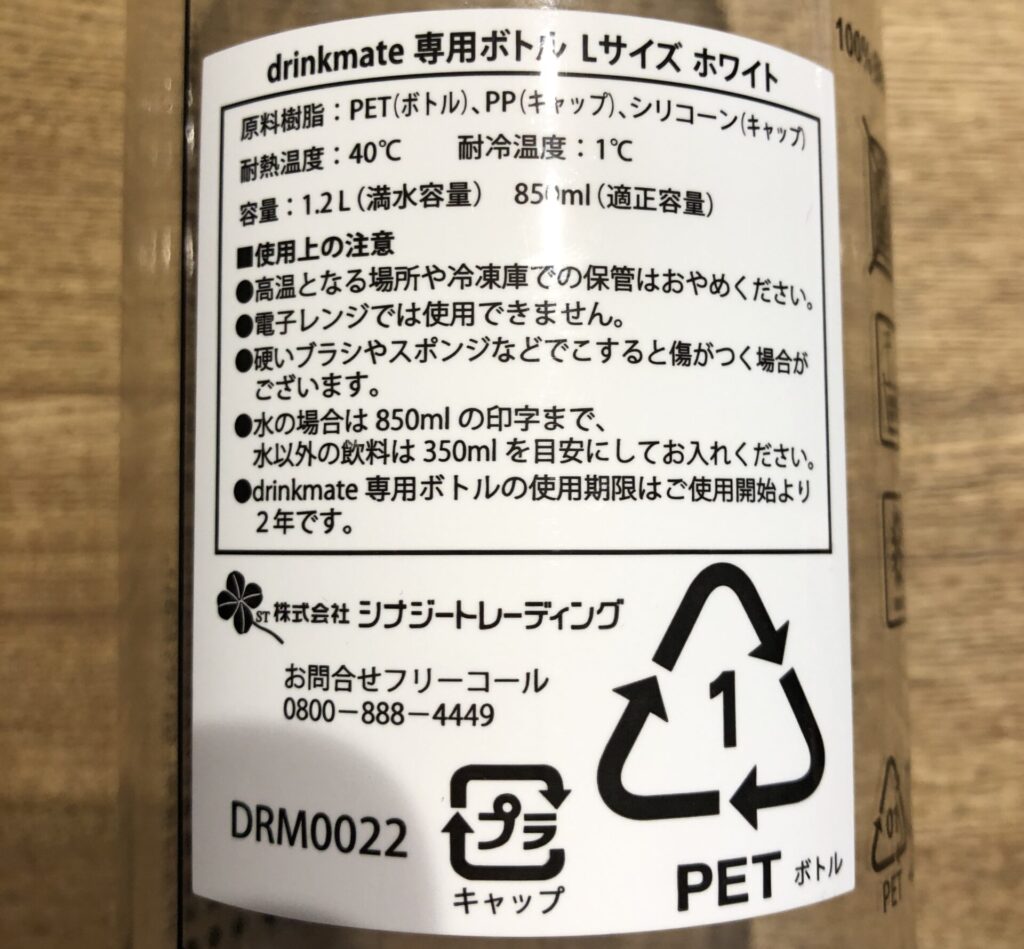 drinkmate 専用ボトル Lサイズ ホワイト
原料樹脂：PET(ボトル)、PP(キャップ)、シリコーン(キャップ)
耐熱温度：40℃　耐冷温度：1℃
容量：1.2L（満水容量）　850ml（適正容量）
■使用上の注意
●高温となる場所や冷凍庫での保管はおやめください。
●電子レンジでは使用できません。
●硬いブラシやスポンジなどでこすると傷がつく場合が
ございます。
●水の場合は 850ml の印字まで、
水以外の飲料は 350ml を目安にしてお入れください。
●drinkmate 専用ボトルの使用期限はご使用開始より
2年です。
ST 株式会社 シナジートレーディング
お問合せフリーコール
0800－888－4449
DRM0022
プラ
キャップ
1
PET ボトル
100%
01
PET